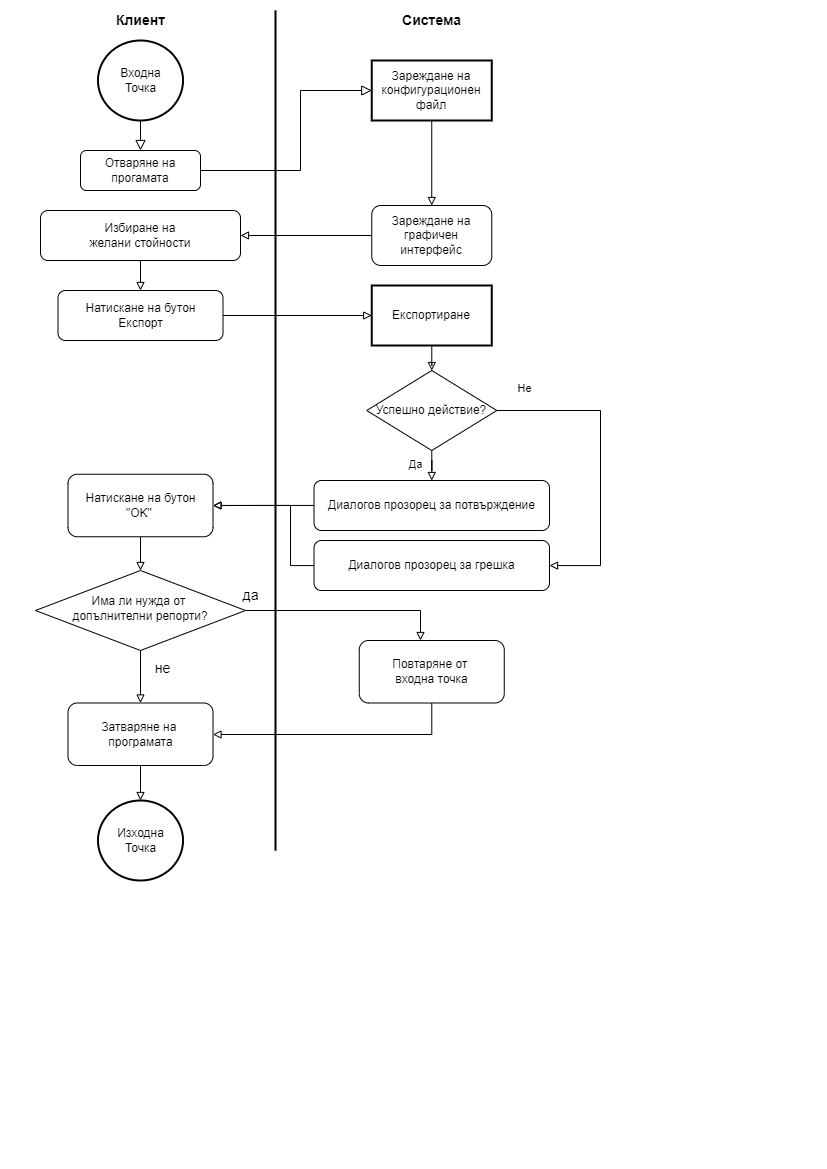 Клиент
Система
Входна
Точка
Зареждане на
конфигурационен
файл
Отваряне на
прогамата
Избиране на
желани стойности
Зареждане на
графичен
интерфейс
Натискане на бутон
Експорт
Експортиране
Не
Успешно действие?
Да
Натискане на бутон
"OK"
Диалогов прозорец за потвърждение
Диалогов прозорец за грешка
да
Има ли нужда от
допълнителни репорти?
не
Повтаряне от
входна точка
Затваряне на
програмата
Изходна
Точка